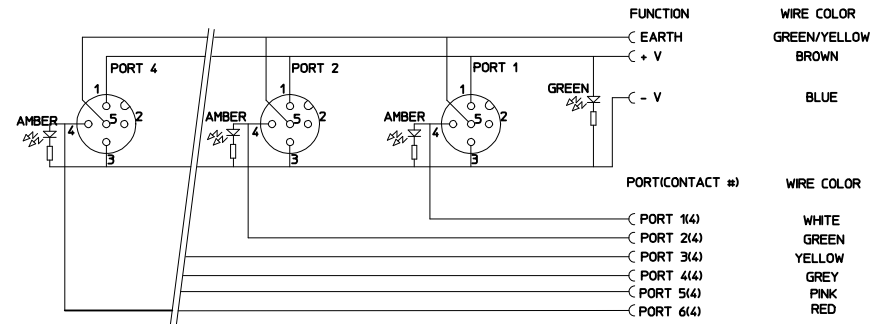 FUNCTION WIRE COLOR
EARTH GREEN/YELLOW
+ V BROWN
PORT 4 PORT 2 PORT 1
1 1 1
GREEN
- V BLUE
AMBER 4 5 2 AMBER 4 5 2 AMBER 4 5 2
3 3 3
PORT(CONTACT #) WIRE COLOR
PORT 1(4) WHITE
PORT 2(4) GREEN
PORT 3(4) YELLOW
PORT 4(4) GREY
PORT 5(4) PINK
PORT 6(4) RED